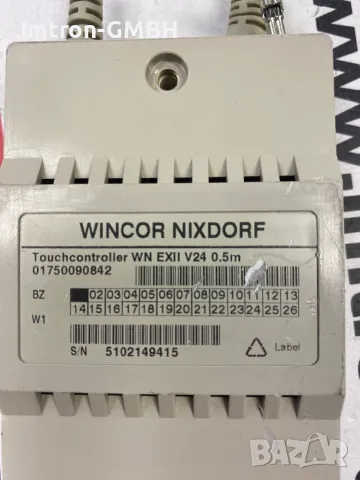 Imtron-GMBH
WINCOR NIXDORF
Touchcontroller WN EXII V24 0.5m
01750090842
BZ 02 03 04 05 06 07 08 09 10 11 12 13
14 15 16 17 18 19 20 21 22 23 24 25 26
W1
S/N 5102149415
Label
BAZAR